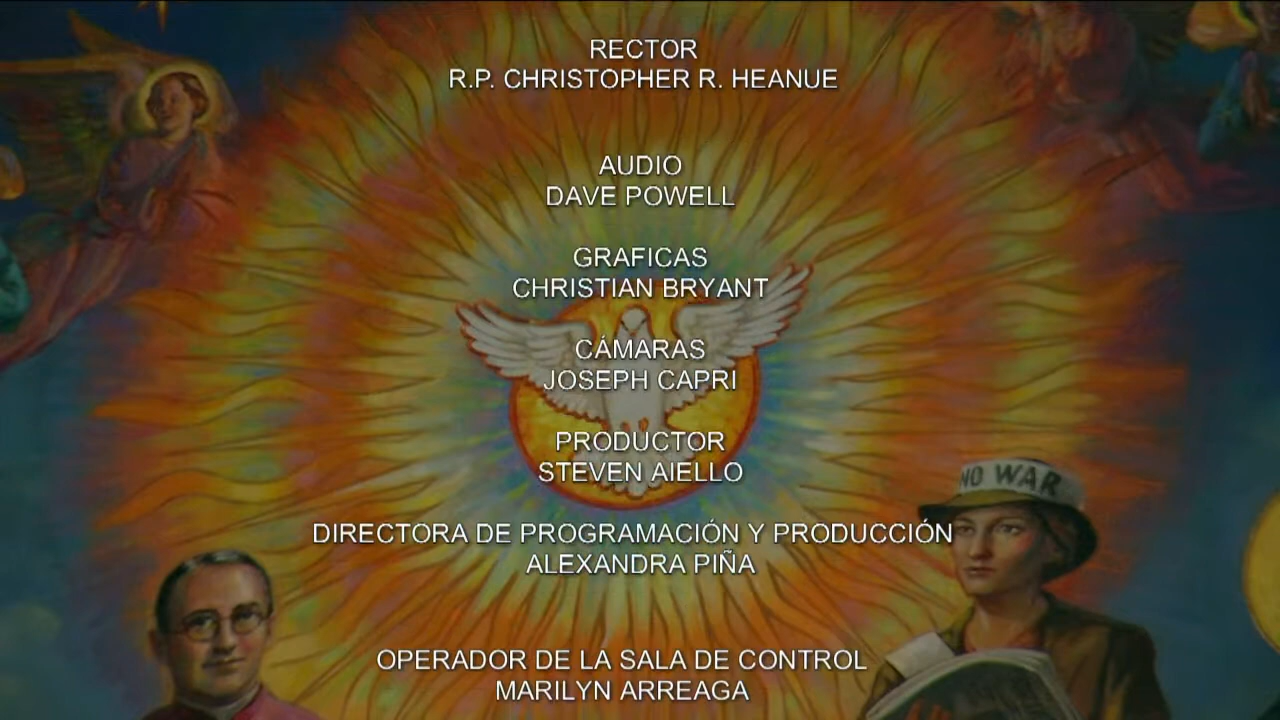 RECTOR
R.P. CHRISTOPHER R. HEANUE
AUDIO
DAVE POWELL
GRAFICAS
CHRISTIAN BRYANT
CÁMARAS
JOSEPH CAPRI
PRODUCTOR
STEVEN AIELLO
NO WAR
DIRECTORA DE PROGRAMACIÓN Y PRODUCCIÓN
ALEXANDRA PIÑA
OPERADOR DE LA SALA DE CONTROL
MARILYN ARREAGA